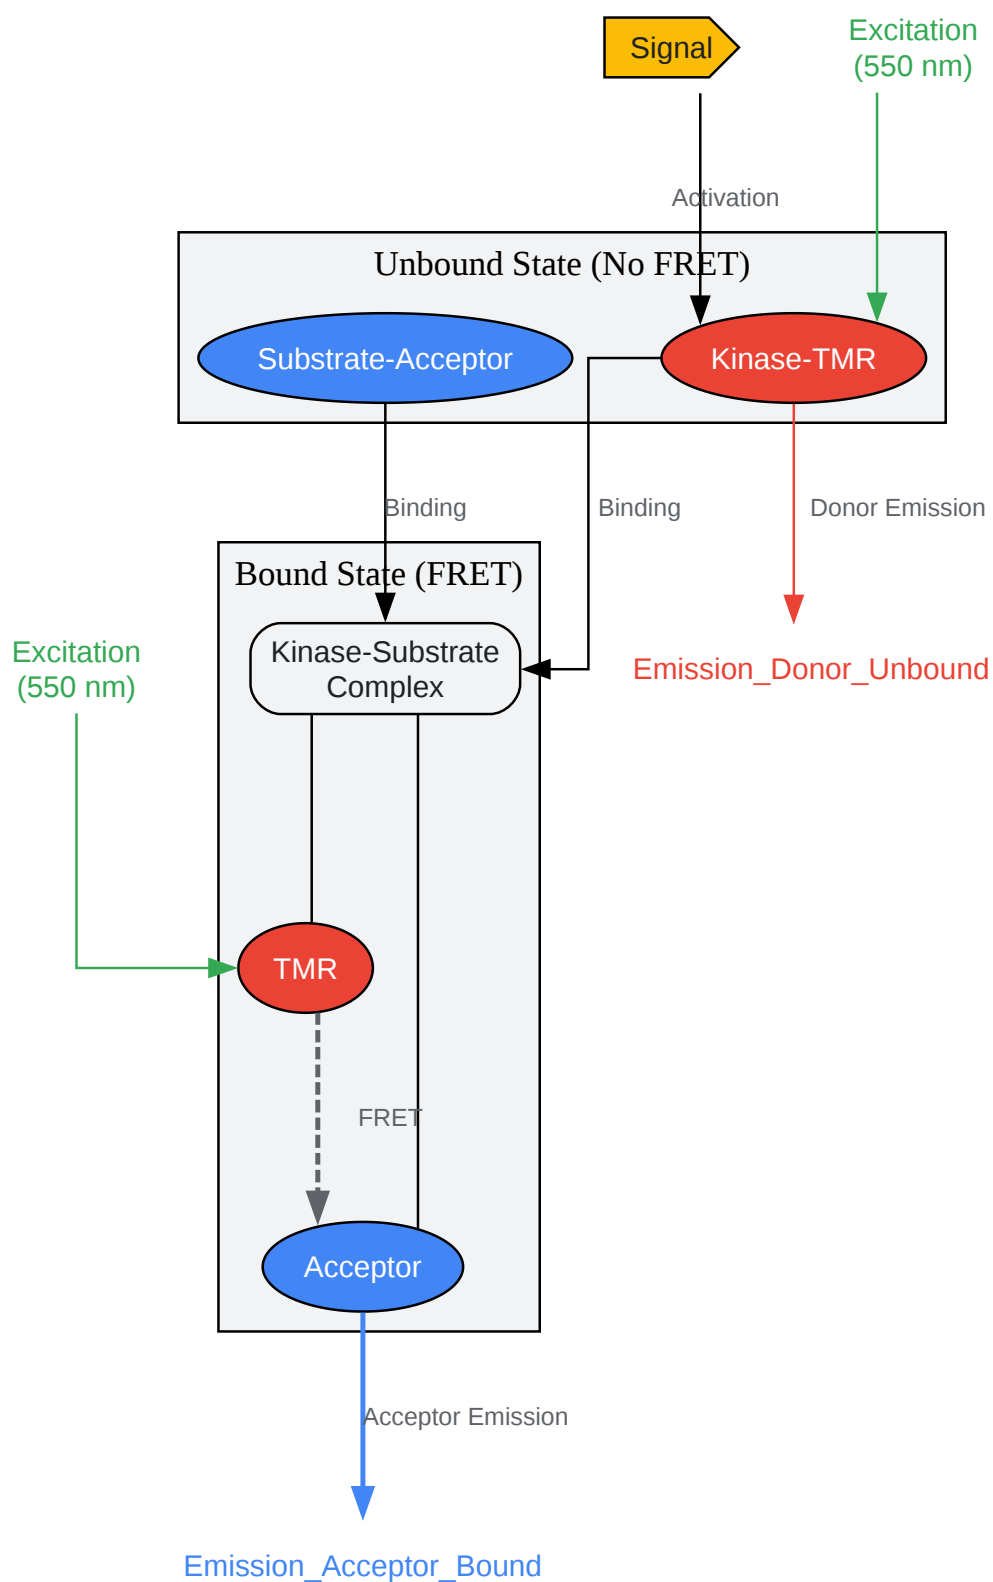 Signal
Excitation
(550 nm)
Activation
Unbound State (No FRET)
Substrate-Acceptor
Kinase-TMR
Binding
Binding
Donor Emission
Bound State (FRET)
Kinase-Substrate
Complex
Excitation
(550 nm)
Emission_Donor_Unbound
TMR
FRET
Acceptor
Acceptor Emission
Emission_Acceptor_Bound